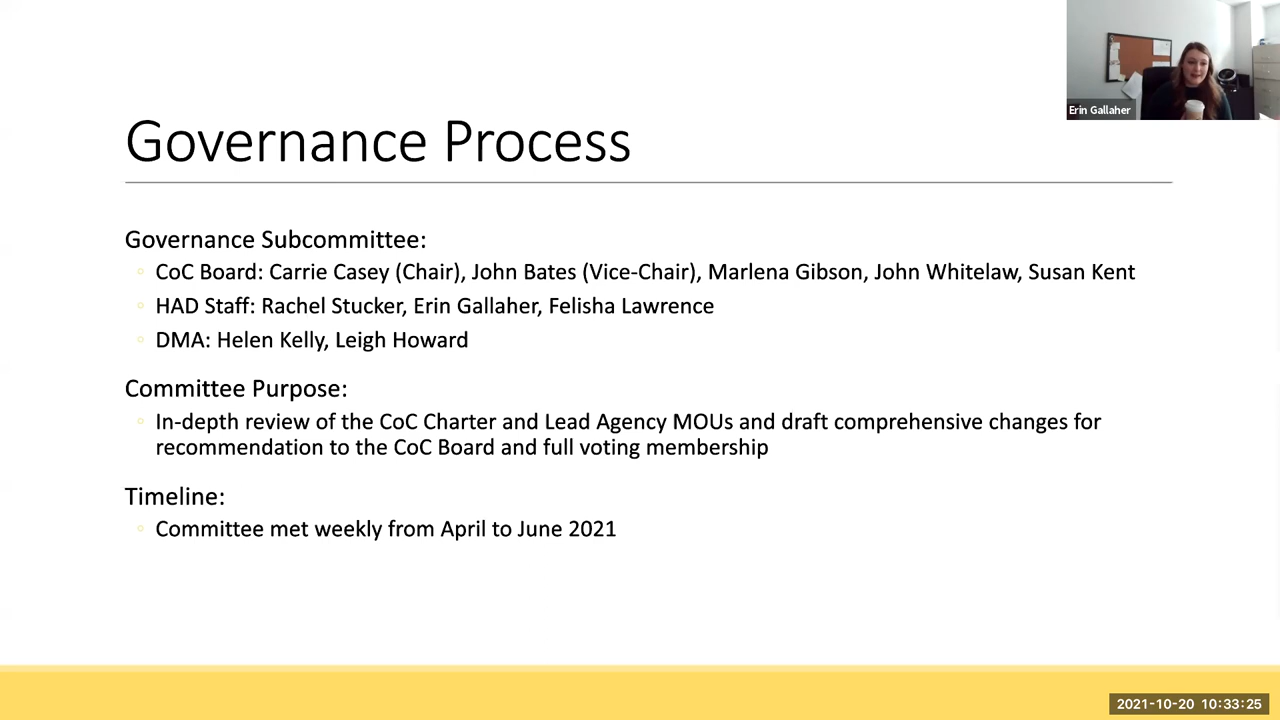 Erin Gallaher
Governance Process
Governance Subcommittee:
CoC Board: Carrie Casey (Chair), John Bates (Vice-Chair), Marlena Gibson, John Whitelaw, Susan Kent
HAD Staff: Rachel Stucker, Erin Gallaher, Felisha Lawrence
DMA: Helen Kelly, Leigh Howard
Committee Purpose:
In-depth review of the CoC Charter and Lead Agency MOUs and draft comprehensive changes for
recommendation to the CoC Board and full voting membership
Timeline:
Committee met weekly from April to June 2021
2021-10-20 10:33:25